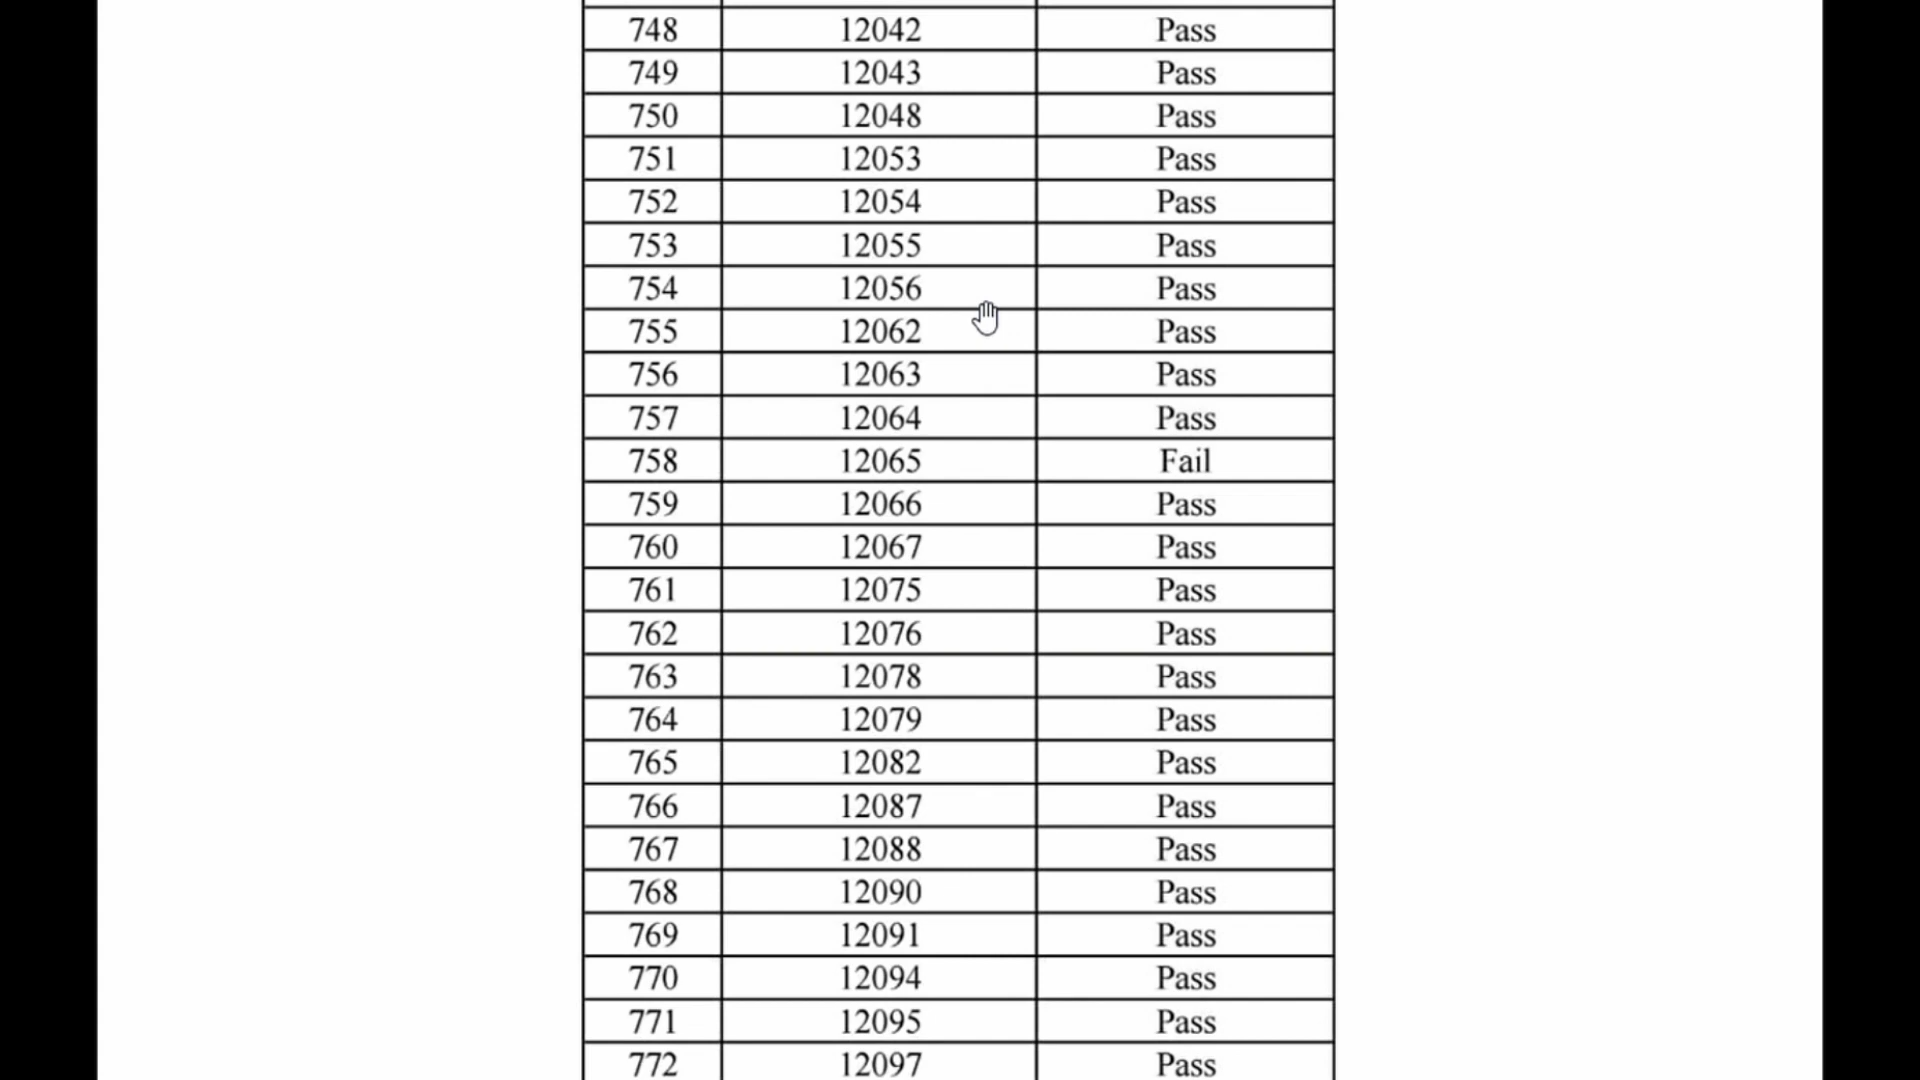 748 12042 Pass
749 12043 Pass
750 12048 Pass
751 12053 Pass
752 12054 Pass
753 12055 Pass
754 12056 Pass
755 12062 Pass
756 12063 Pass
757 12064 Pass
758 12065 Fail
759 12066 Pass
760 12067 Pass
761 12075 Pass
762 12076 Pass
763 12078 Pass
764 12079 Pass
765 12082 Pass
766 12087 Pass
767 12088 Pass
768 12090 Pass
769 12091 Pass
770 12094 Pass
771 12095 Pass
772 12097 Pass